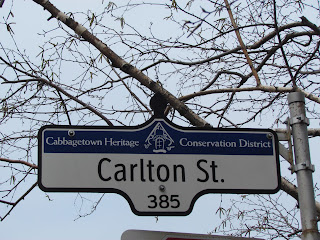 Cabbagetown Heritage Conservation District
Carlton St.
385